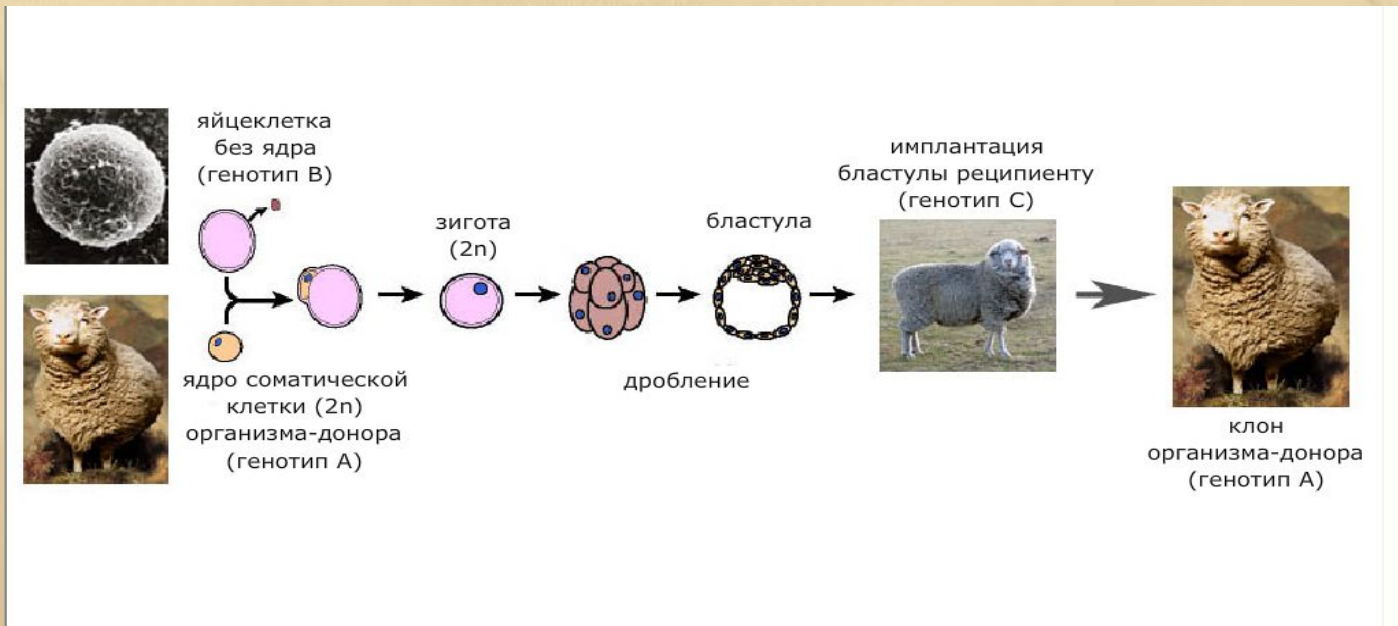 яйцеклетка
без ядра
(генотип В)
ядро соматической
клетки (2n)
организма-донора
(генотип А)
зигота
(2n)
дробление
бластула
имплантация
бластулы реципиенту
(генотип С)
клон
организма-донора
(генотип А)